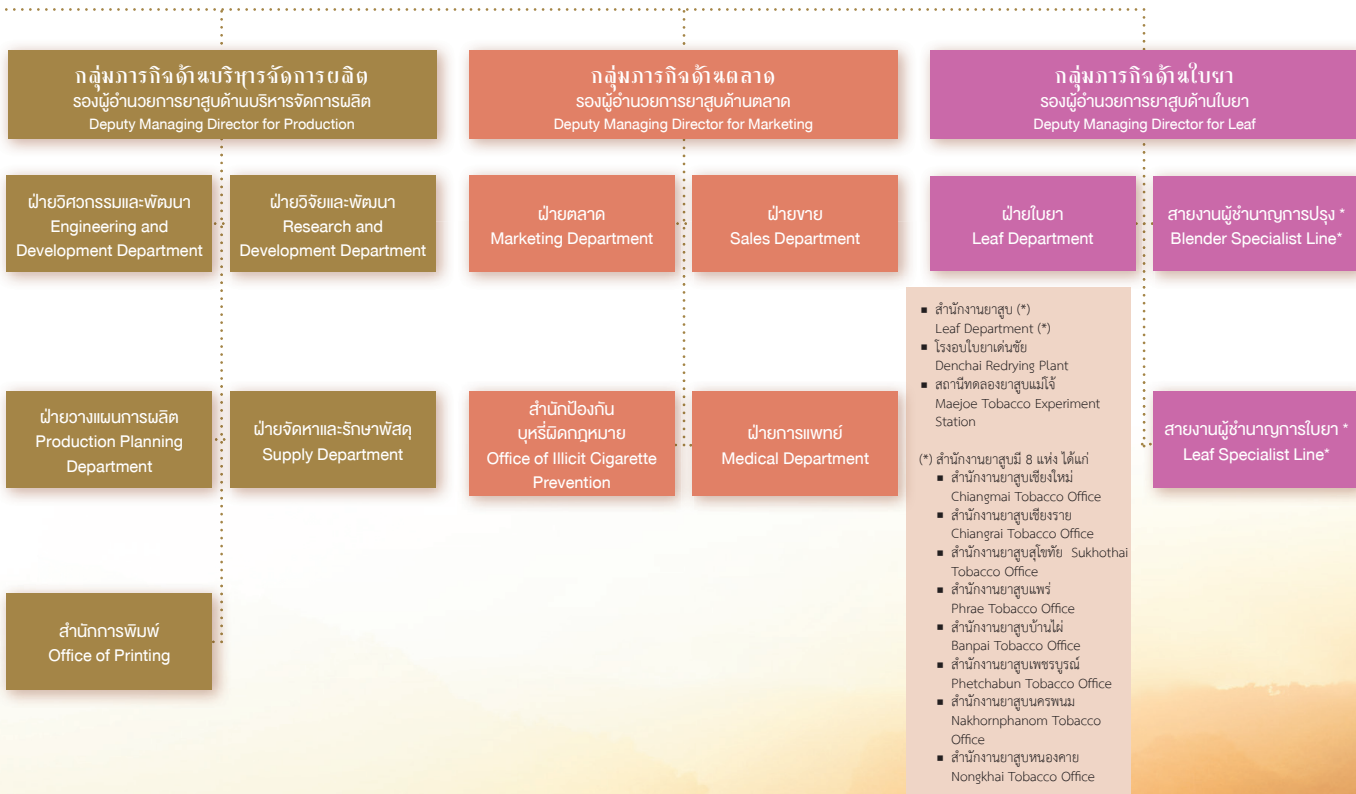 กลุ่มภารกิจด้านบริหารจัดการผลิต
รองผู้อำนวยการยาสูบด้านบริหารจัดการผลิต
Deputy Managing Director for Production
กลุ่มภารกิจด้านตลาด
รองผู้อำนวยการยาสูบด้านตลาด
Deputy Managing Director for Marketing
กลุ่มภารกิจด้านใบยา
รองผู้อำนวยการยาสูบด้านใบยา
Deputy Managing Director for Leaf
ฝ่ายวิศวกรรมและพัฒนา
Engineering and
Development Department
ฝ่ายวิจัยและพัฒนา
Research and
Development Department
ฝ่ายตลาด
Marketing Department
ฝ่ายขาย
Sales Department
ฝ่ายใบยา
Leaf Department
สายงานผู้ชำนาญการปรุง *
Blender Specialist Line*
ฝ่ายวางแผนการผลิต
Production Planning
Department
ฝ่ายจัดหาและรักษาพัสดุ
Supply Department
สำนักป้องกัน
บุหรี่ผิดกฎหมาย
Office of Illicit Cigarette
Prevention
ฝ่ายการแพทย์
Medical Department
■ สำนักงานยาสูบ (*)
Leaf Department (*)
■ โรงอบใบยาเด่นชัย
Denchai Redrying Plant
■ สถานีทดลองยาสูบแม่โจ้
Maejoe Tobacco Experiment
Station
(*) สำนักงานยาสูบมี 8 แห่ง ได้แก่
■ สำนักงานยาสูบเชียงใหม่
Chiangmai Tobacco Office
■ สำนักงานยาสูบเชียงราย
Chiangrai Tobacco Office
■ สำนักงานยาสูบสุโขทัย Sukhothai
Tobacco Office
■ สำนักงานยาสูบแพร่
Phrae Tobacco Office
■ สำนักงานยาสูบบ้านไผ่
Banpai Tobacco Office
■ สำนักงานยาสูบเพชรบูรณ์
Phetchabun Tobacco Office
■ สำนักงานยาสูบนครพนม
Nakhornphanom Tobacco
Office
■ สำนักงานยาสูบหนองคาย
Nongkhai Tobacco Office
สายงานผู้ชำนาญการใบยา *
Leaf Specialist Line*
สำนักการพิมพ์
Office of Printing